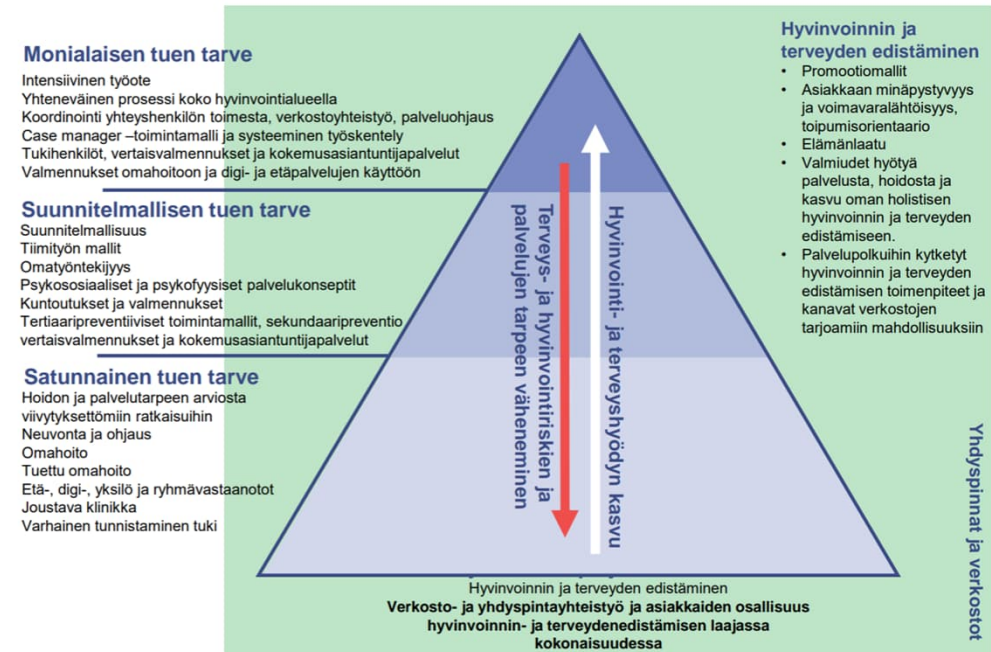 Monialaisen tuen tarve
Intensiivinen työote
Yhteneväinen prosessi koko hyvinvointialueella
Koordinointi yhteyshenkilön toimesta, verkostoyhteistyö, palveluohjaus
Case manager –toimintamalli ja systeeminen työskentely
Tukihenkilöt, vertaisvalmennukset ja kokemusasiantuntijapalvelut
Valmennukset omahoitoon ja digi- ja etäpalvelujen käyttöön
Suunnitelmallisen tuen tarve
Suunnitelmallisuus
Tiimityön mallit
Omatyöntekijyys
Psykososiaaliset ja psykofyysiset palvelukonseptit
Kuntoutukset ja valmennukset
Tertiaaripreventiiviset toimintamallit, sekundaaripreventio
vertaisvalmennukset ja kokemusasiantuntijapalvelut
Satunnainen tuen tarve
Hoidon ja palvelutarpeen arviosta
viivytyksettömiin ratkaisuihin
Neuvonta ja ohjaus
Omahoito
Tuettu omahoito
Etä-, digi-, yksilö ja ryhmävastaanotot
Joustava klinikka
Varhainen tunnistaminen tuki
Terveys- ja hyvinvointiriskien ja
palvelujen tarpeen väheneminen
Hyvinvointi- ja terveyshyödyn kasvu
Hyvinvoinnin ja terveyden edistäminen
Verkosto- ja yhdyspintayhteistyö ja asiakkaiden osallisuus
hyvinvoinnin- ja terveydenedistämisen laajassa
kokonaisuudessa
Hyvinvoinnin ja
terveyden edistäminen
• Promootiomallit
• Asiakkaan minäpystyvyys
ja voimavaralähtöisyys,
toipumisorientaario
• Elämänlaatu
• Valmiudet hyötyä
palvelusta, hoidosta ja
kasvu oman holistisen
hyvinvoinnin ja terveyden
edistämiseen.
• Palvelupolkuihin kytketyt
hyvinvoinnin ja terveyden
edistämisen toimenpiteet ja
kanavat verkostojen
tarjoamiin mahdollisuuksiin
Yhdyspinnat ja verkostot